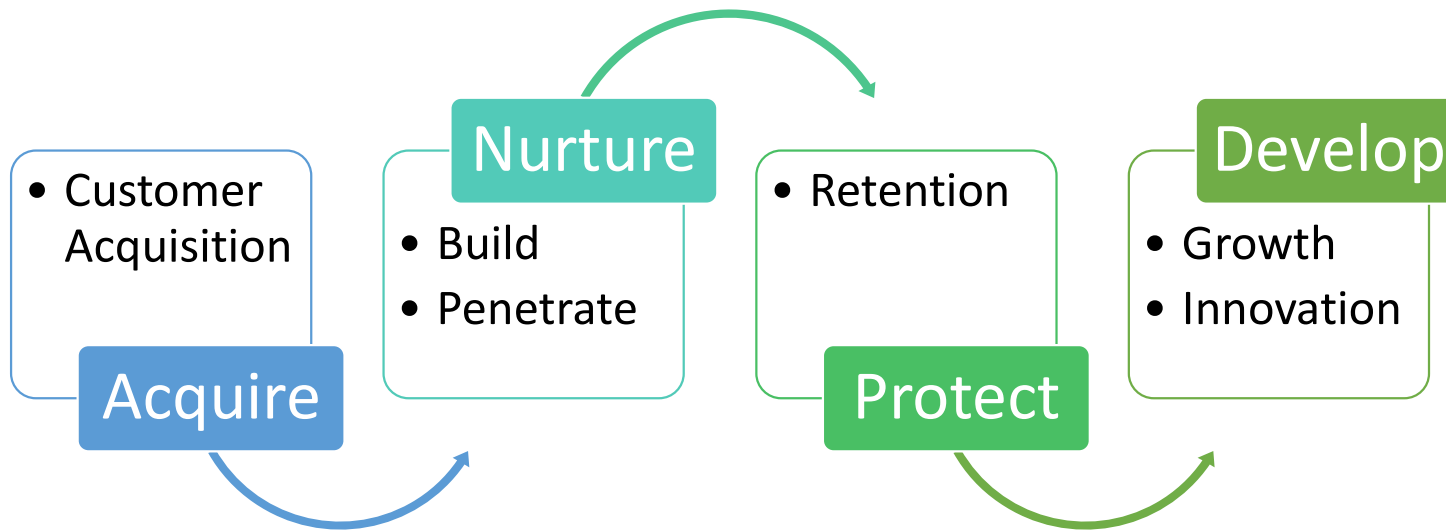 • Customer
Acquisition
Acquire
Nurture
• Build
• Penetrate
• Retention
Protect
Develop
• Growth
• Innovation